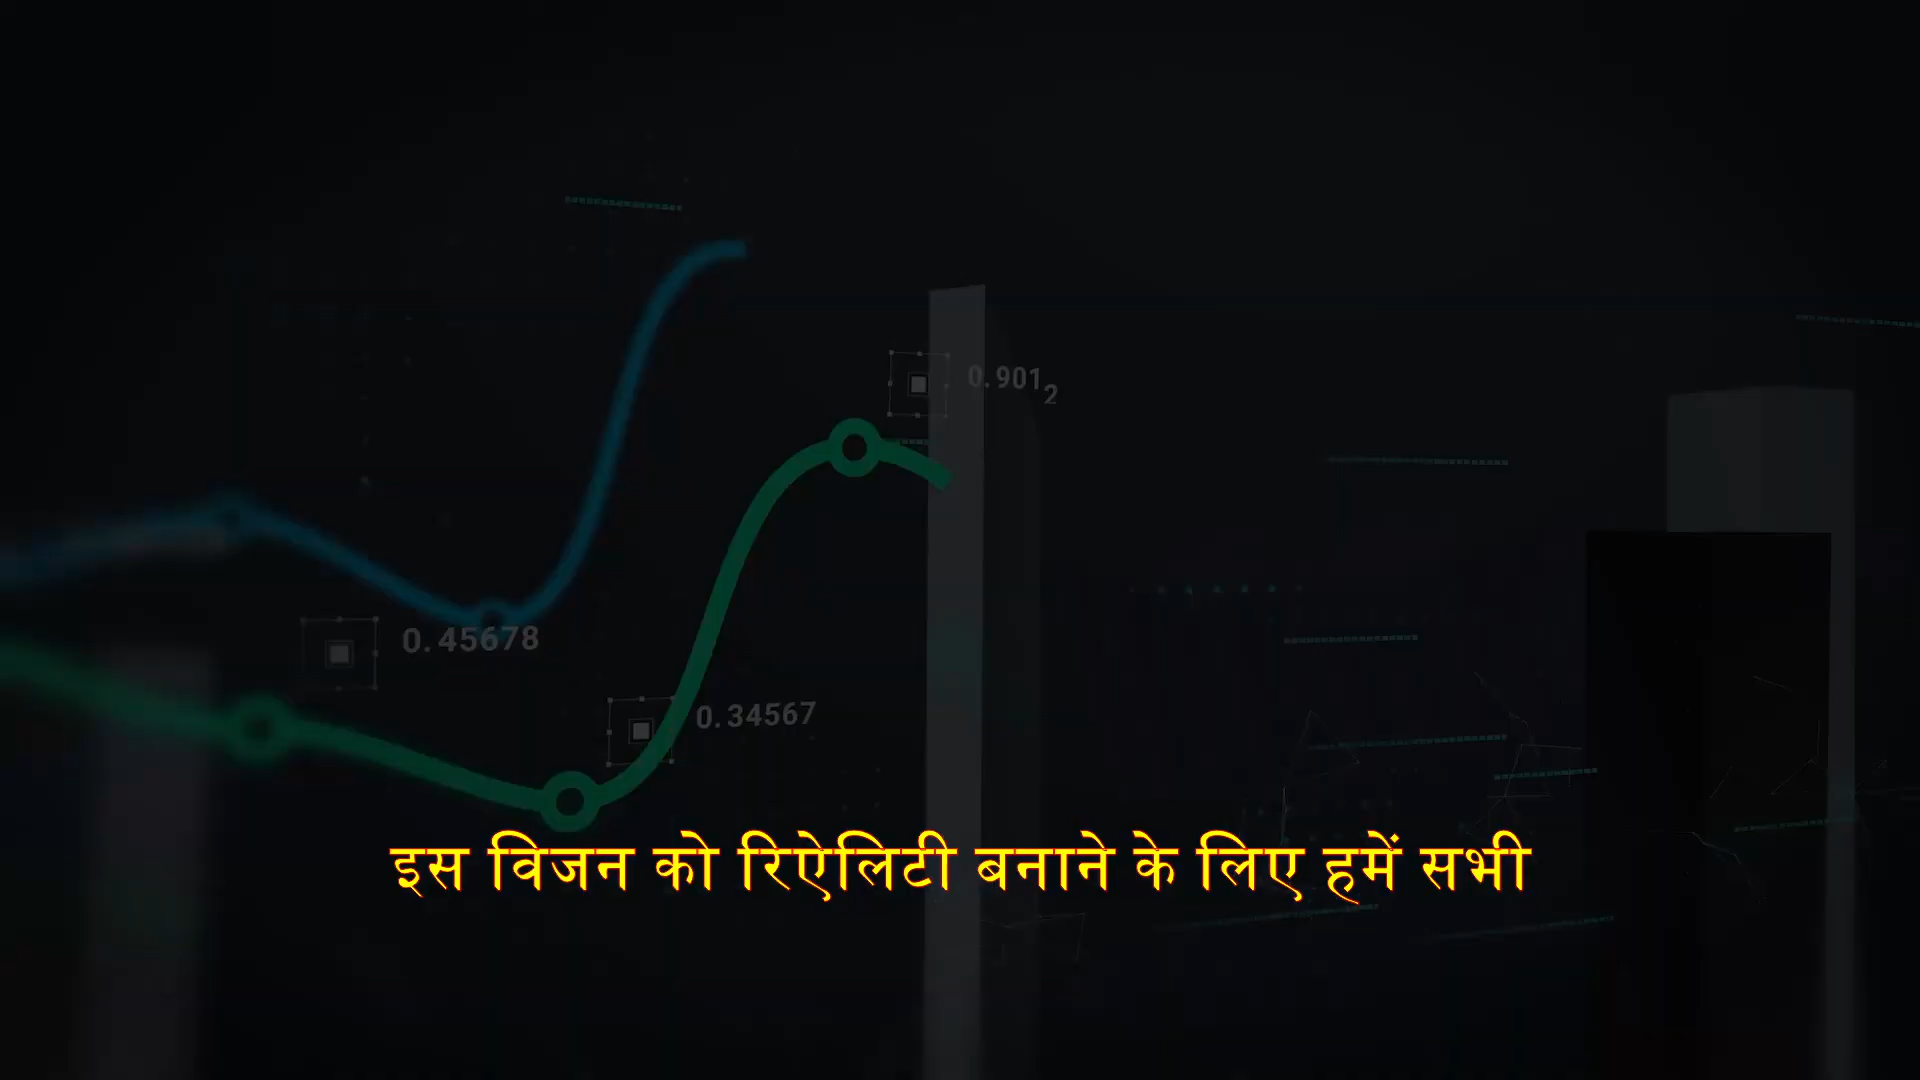 0.9012
0.45678
0.34567
इस विजन को रिऐलिटी बनाने के लिए हमें सभी